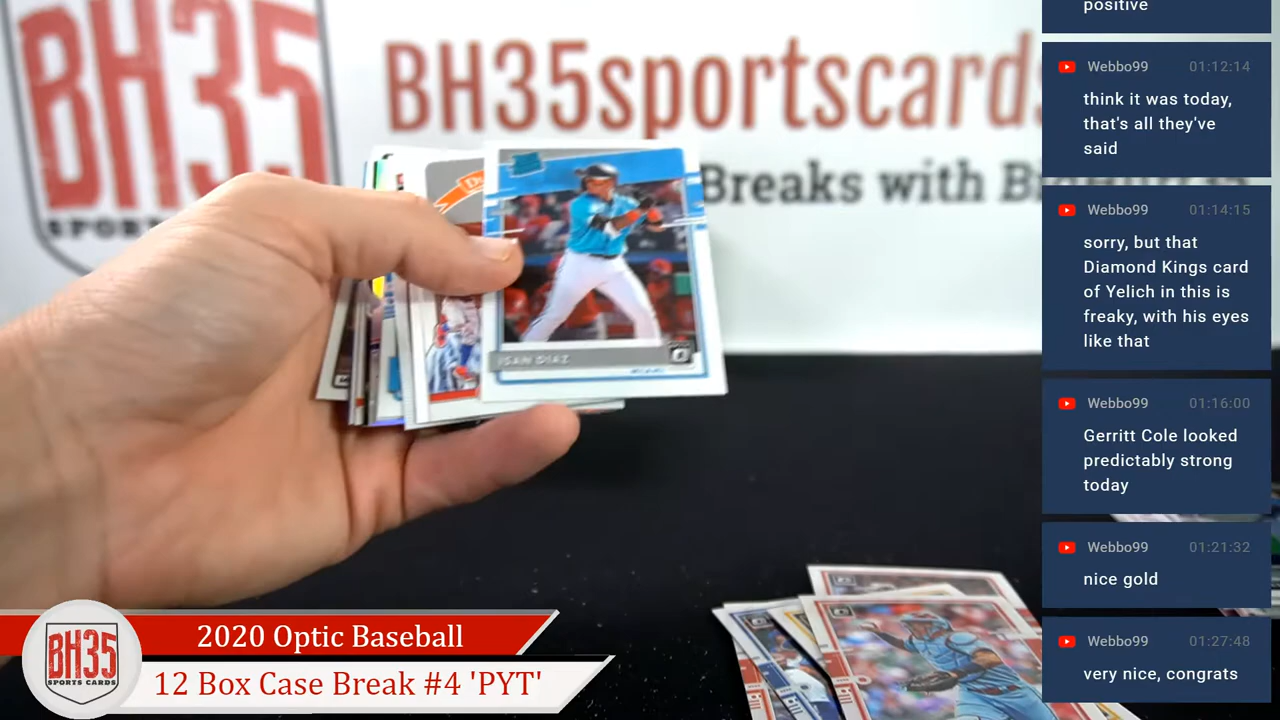 BH35
SPORTS CARDS
BH35sportscards
Breaks with
ISAN DIAZ
MIAMI
2020 Optic Baseball
12 Box Case Break #4 'PYT'
BH35
SPORTS CARDS
positive
Webbo99 01:12:14
think it was today,
that's all they've
said
Webbo99 01:14:15
sorry, but that
Diamond Kings card
of Yelich in this is
freaky, with his eyes
like that
Webbo99 01:16:00
Gerritt Cole looked
predictably strong
today
Webbo99 01:21:32
nice gold
Webbo99 01:27:48
very nice, congrats